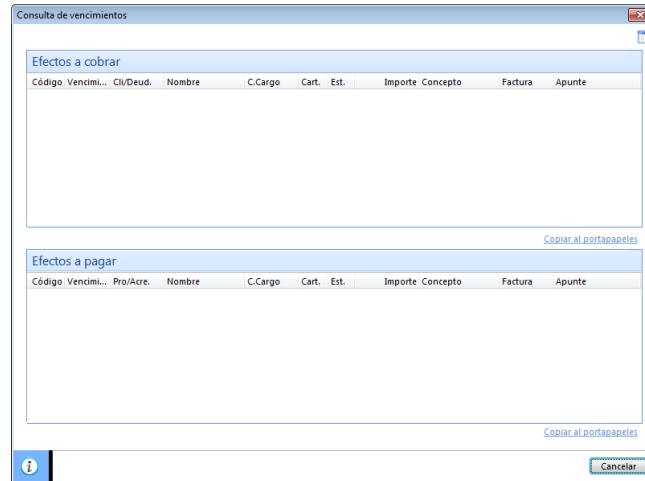 Consulta de vencimientos
Efectos a cobrar
Código Vencimi... Cli/Deud. Nombre C.Cargo Cart. Est. Importe Concepto Factura Apunte
Copiar al portapapeles
Efectos a pagar
Código Vencimi... Pro/Acre. Nombre C.Cargo Cart. Est. Importe Concepto Factura Apunte
Copiar al portapapeles
Cancelar